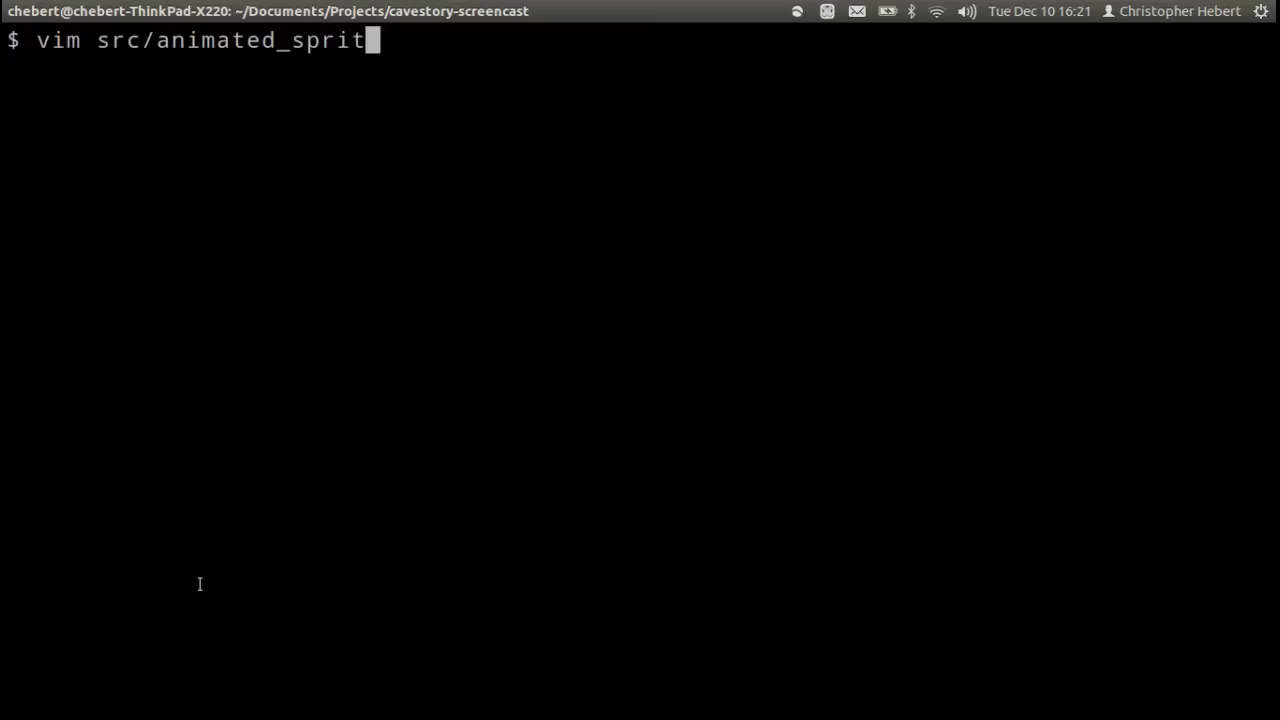 chebert@chebert-ThinkPad-X220: ~/Documents/Projects/cavestory-screencast
Tue Dec 10 16:21
Christopher Hebert
$ vim src/animated_sprit